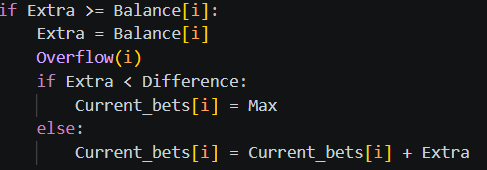 if Extra >= Balance[i]:
    Extra = Balance[i]
    Overflow(i)
    if Extra < Difference:
        Current_bets[i] = Max
    else:
        Current_bets[i] = Current_bets[i] + Extra